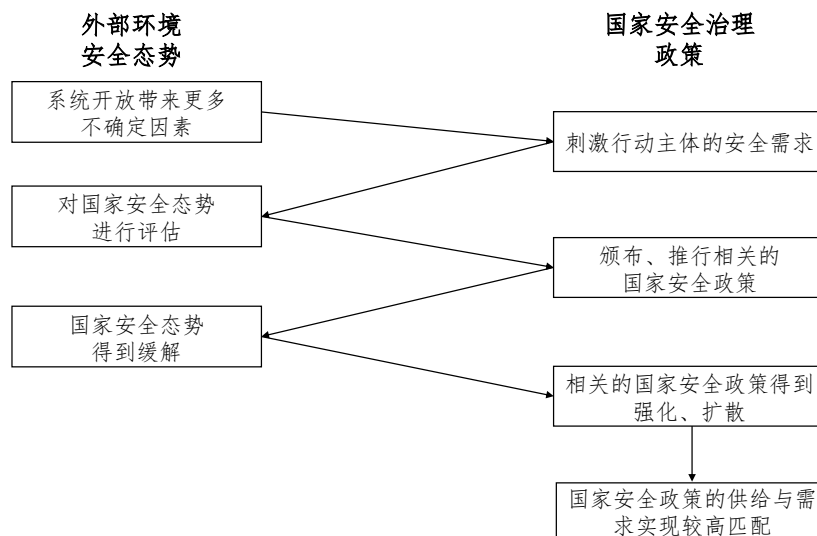 外部环境
安全态势
国家安全治理
政策
系统开放带来更多
不确定因素
刺激行动主体的安全需求
对国家安全态势
进行评估
颁布、推行相关的
国家安全政策
国家安全态势
得到缓解
相关的国家安全政策得到
强化、扩散
国家安全政策的供给与需
求实现较高匹配